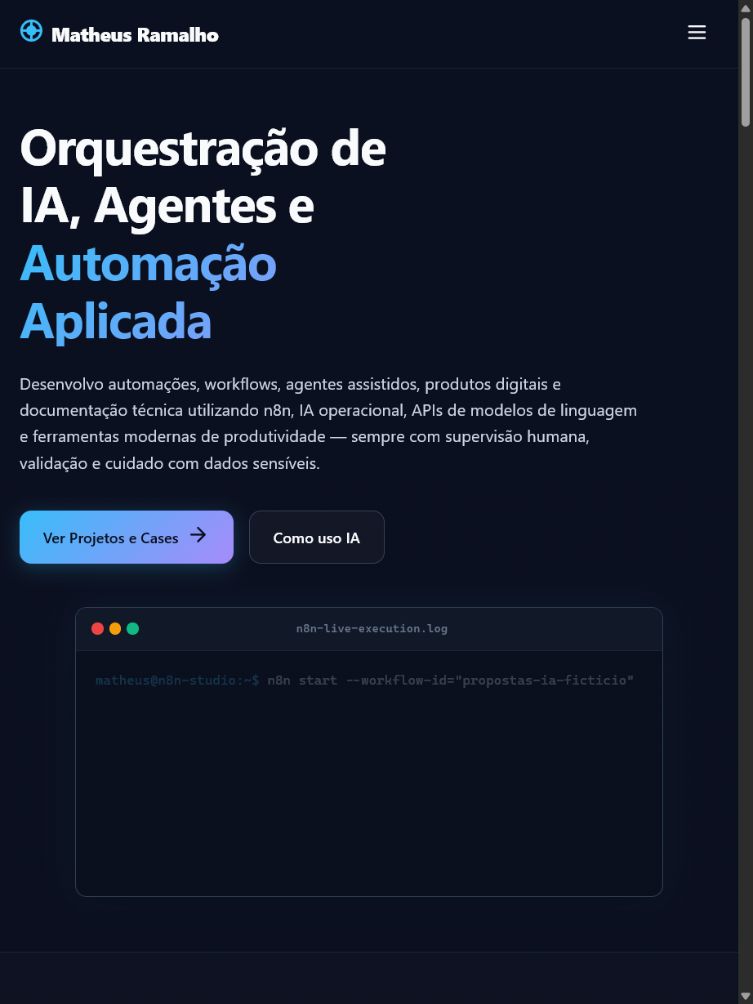 Matheus Ramalho
Orquestração de
IA, Agentes e
Automação
Aplicada
Desenvolvo automações, workflows, agentes assistidos, produtos digitais e
documentação técnica utilizando n8n, IA operacional, APIs de modelos de linguagem
e ferramentas modernas de produtividade — sempre com supervisão humana,
validação e cuidado com dados sensíveis.
Ver Projetos e Cases →
Como uso IA
n8n-live-execution.log
matheus@n8n-studio:~$ n8n start --workflow-id="propostas-ia-ficticio"